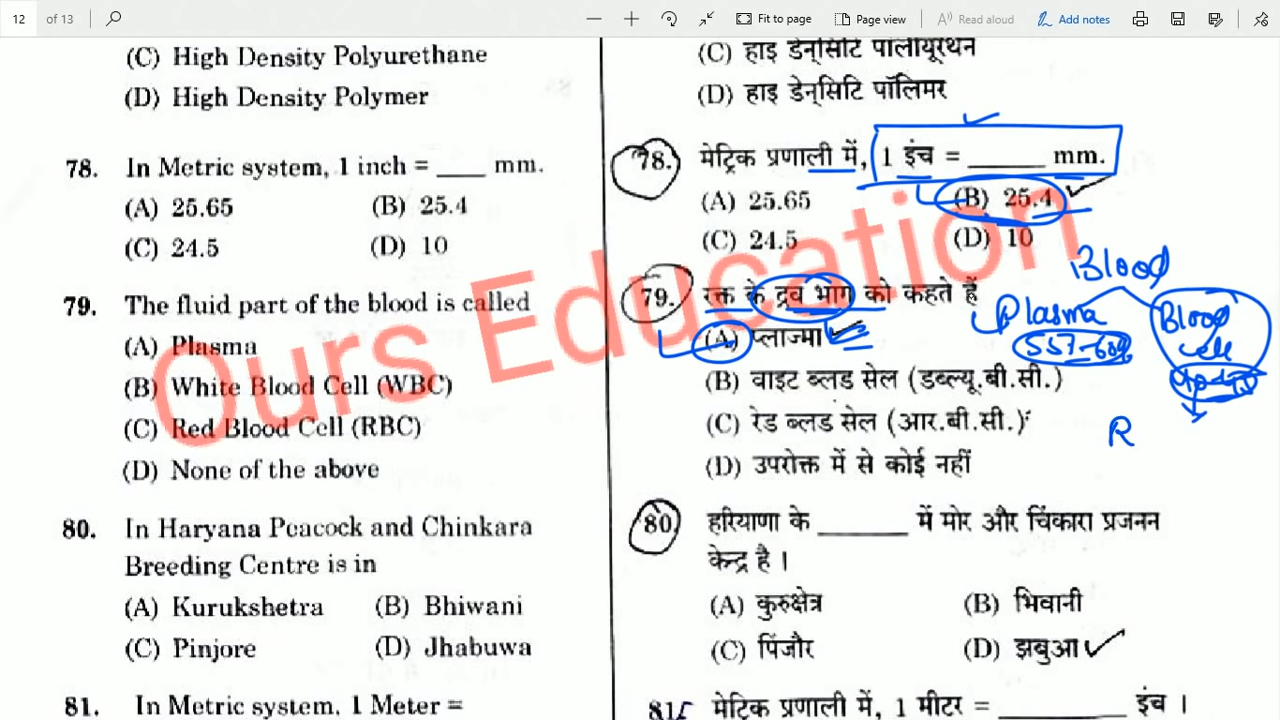 12 of 13 Fit to page Page view Read aloud Add notes
(C) High Density Polyurethane
(D) High Density Polymer
78. In Metric system, 1 inch = ____ mm.
(A) 25.65 (B) 25.4
(C) 24.5 (D) 10
79. The fluid part of the blood is called
(A) Plasma
(B) White Blood Cell (WBC)
(C) Red Blood Cell (RBC)
(D) None of the above
80. In Haryana Peacock and Chinkara
Breeding Centre is in
(A) Kurukshetra (B) Bhiwani
(C) Pinjore (D) Jhabuwa
81. In Metric system, 1 Meter =
(C) हाइ डेन्सिटि पॉलीयूरेथेन
(D) हाइ डेन्सिटि पॉलिमर
78. मेट्रिक प्रणाली में, 1 इंच = ______ mm.
(A) 25.65 (B) 25.4
(C) 24.5 (D) 10
79. रक्त के द्रव भाग को कहते हैं
(A) प्लाज्मा
(B) वाइट ब्लड सेल (डब्ल्यू.बी.सी.)
(C) रेड ब्लड सेल (आर.बी.सी.)
(D) उपरोक्त में से कोई नहीं
80. हरियाणा के _______ में मोर और चिंकारा प्रजनन
केन्द्र है ।
(A) कुरुक्षेत्र (B) भिवानी
(C) पिंजौर (D) झबुआ
81. मेट्रिक प्रणाली में, 1 मीटर = ________ इंच ।
Blood
Plasma
Blood
cell
R
Ours Education